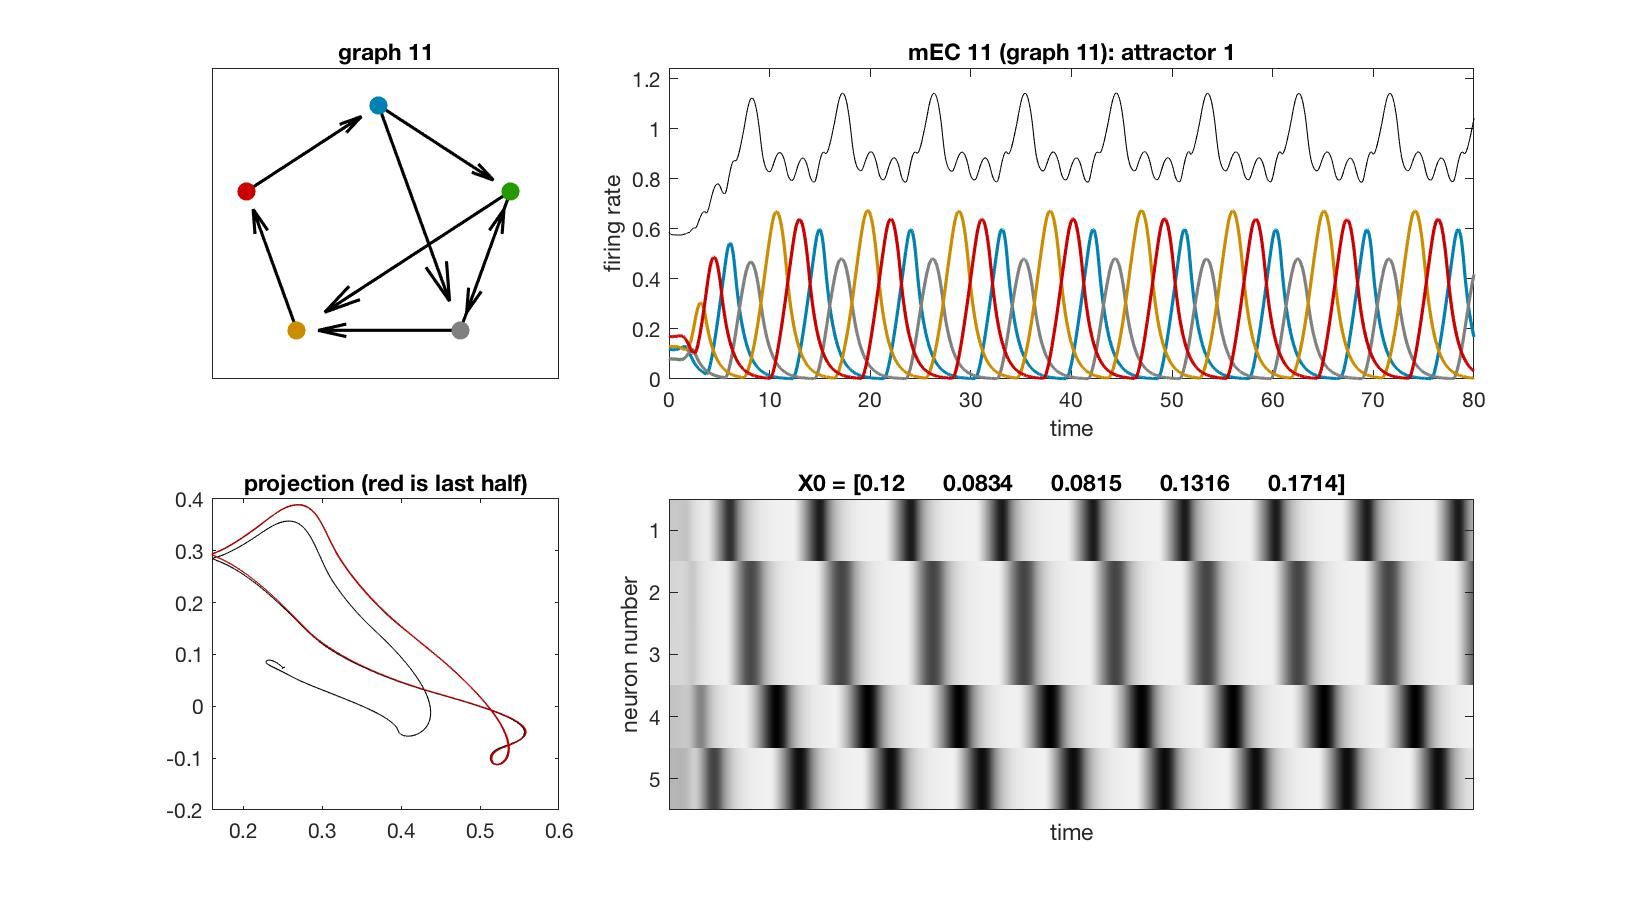 graph 11
mEC 11 (graph 11): attractor 1
1.2
1
0.8
0.6
0.4
0.2
0
firing rate
0 10 20 30 40 50 60 70 80
time
projection (red is last half)
0.4
0.3
0.2
0.1
0
-0.1
-0.2
0.2 0.3 0.4 0.5 0.6
X0 = [0.12 0.0834 0.0815 0.1316 0.1714]
1
2
3
4
5
neuron number
time